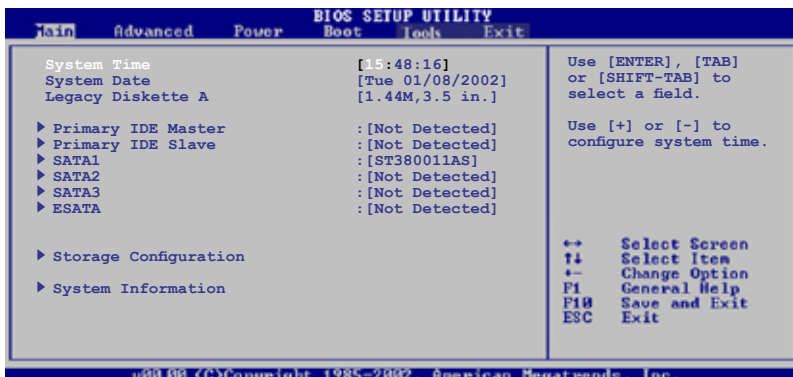 BIOS SETUP UTILITY
Main Advanced Power Boot Tools Exit
System Time [15:48:16]
System Date [Tue 01/08/2002]
Legacy Diskette A [1.44M,3.5 in.]
Primary IDE Master :[Not Detected]
Primary IDE Slave :[Not Detected]
SATA1 :[ST380011AS]
SATA2 :[Not Detected]
SATA3 :[Not Detected]
ESATA :[Not Detected]
Storage Configuration
System Information
Use [ENTER], [TAB]
or [SHIFT-TAB] to
select a field.
Use [+] or [-] to
configure system time.
←→ Select Screen
↑↓ Select Item
+- Change Option
F1 General Help
F10 Save and Exit
ESC Exit
v00.00 (C)Copyright 1985-2002, American Megatrends, Inc.